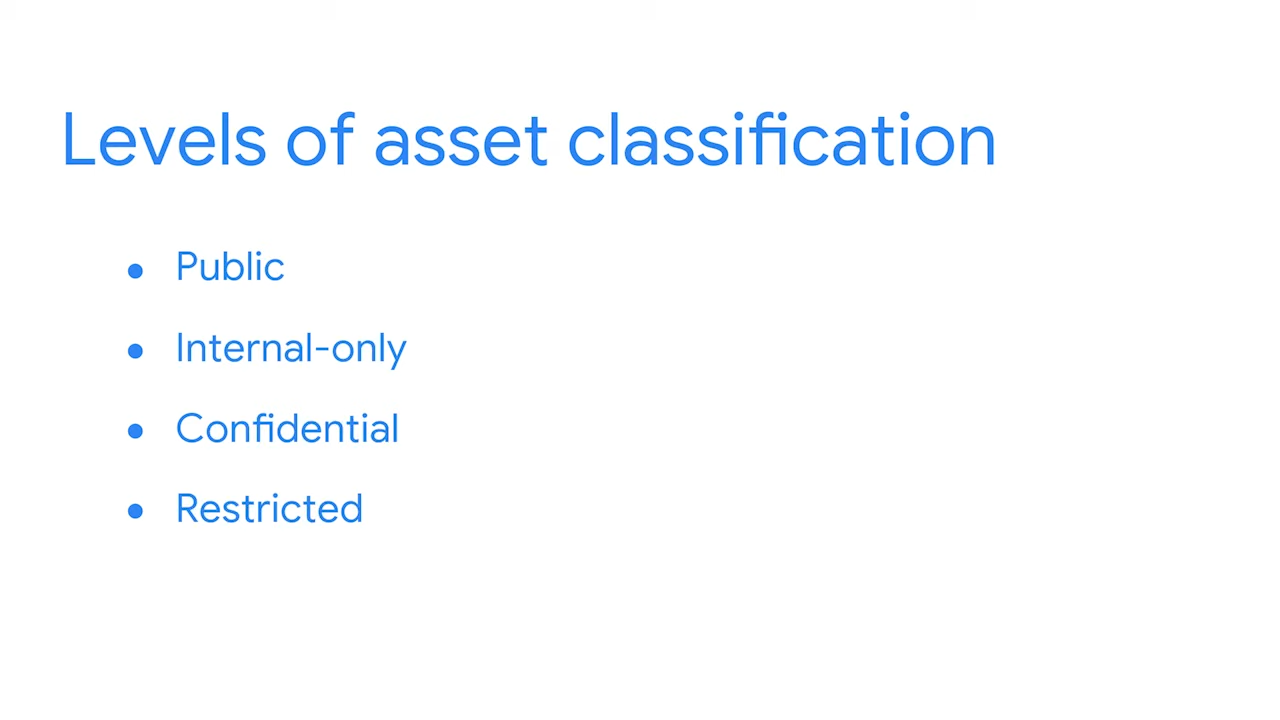 Levels of asset classification
● Public
● Internal-only
● Confidential
● Restricted